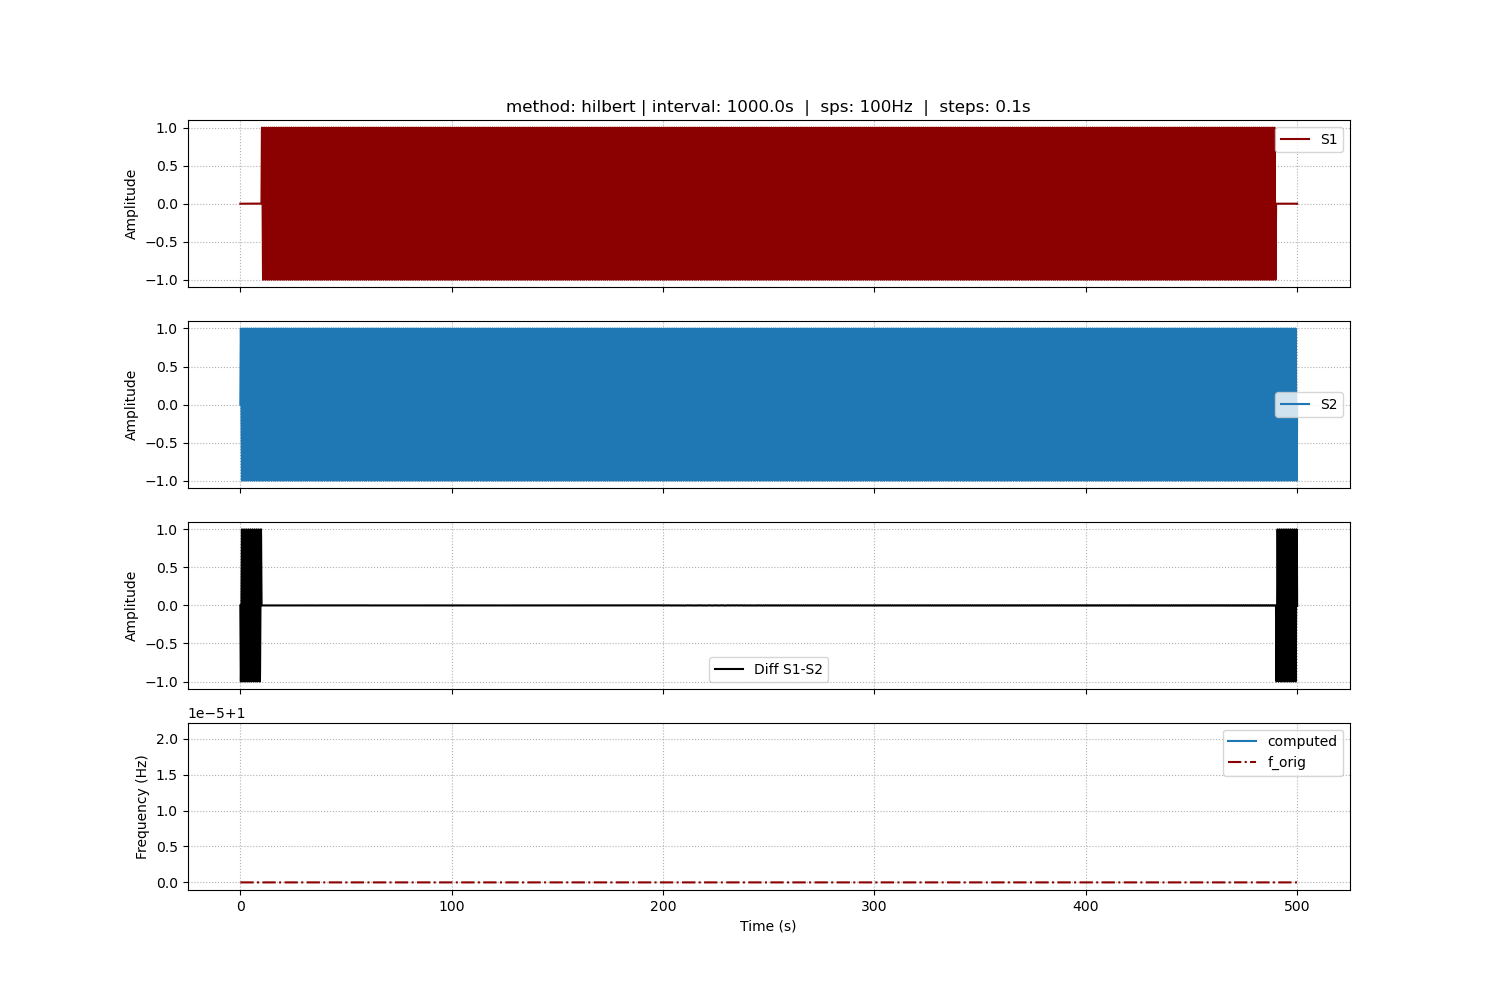 method: hilbert | interval: 1000.0s  |  sps: 100Hz  |  steps: 0.1s
1.0
0.5
0.0
−0.5
−1.0
Amplitude
S1
1.0
0.5
0.0
−0.5
−1.0
Amplitude
S2
1.0
0.5
0.0
−0.5
−1.0
Amplitude
Diff S1-S2
1e−5+1
2.0
1.5
1.0
0.5
0.0
Frequency (Hz)
computed
f_orig
0 100 200 300 400 500
Time (s)